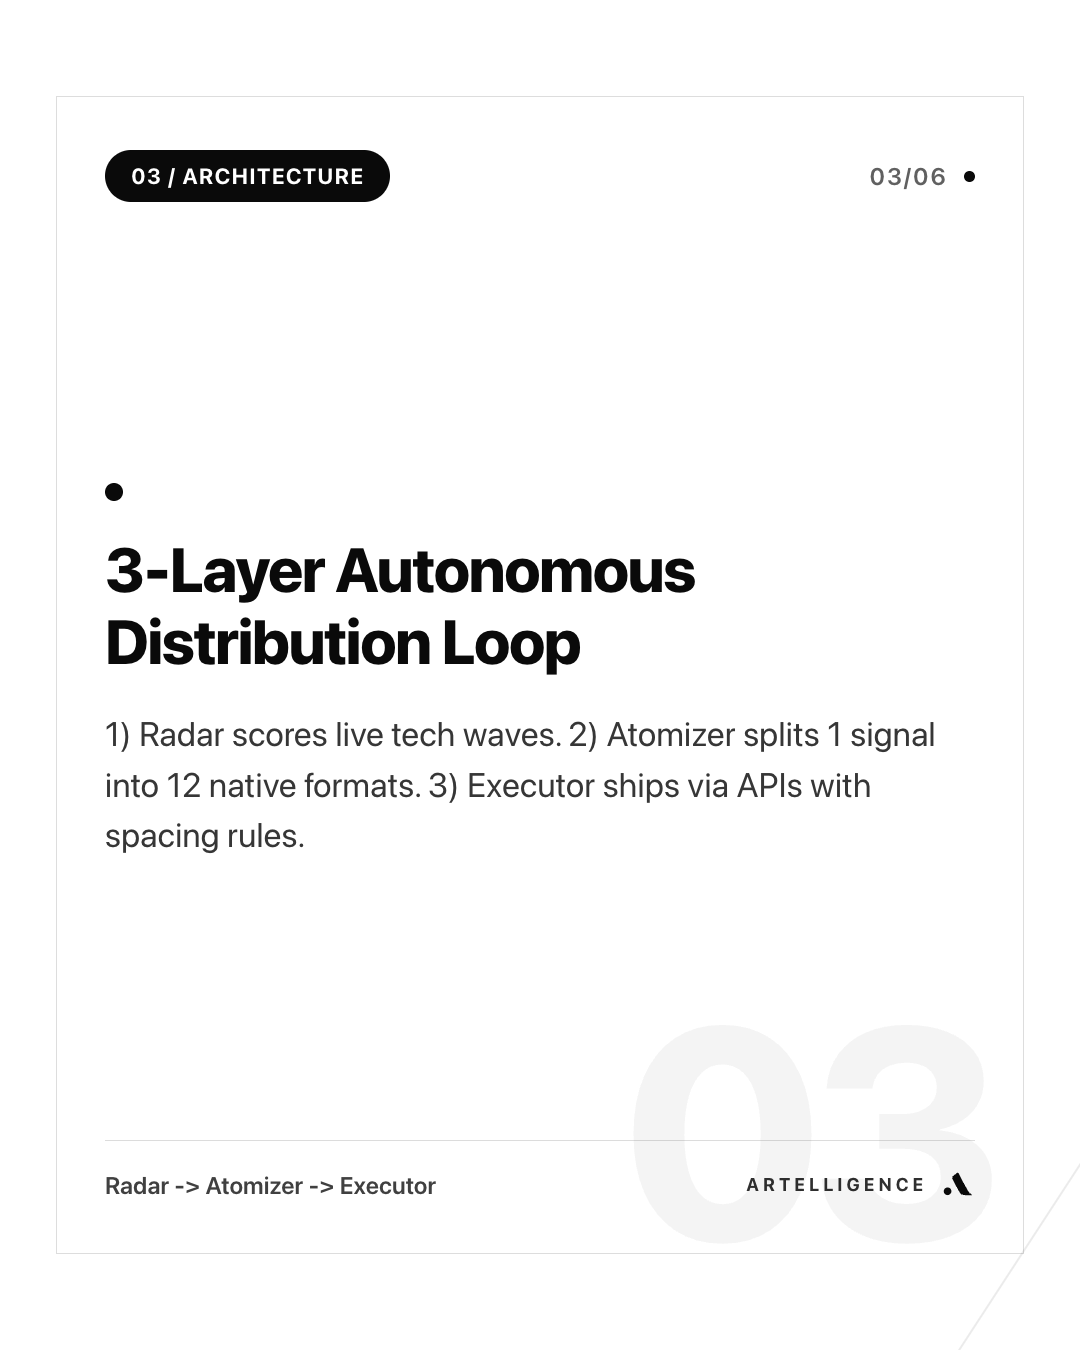 03 / ARCHITECTURE
03/06
3-Layer Autonomous
Distribution Loop
1) Radar scores live tech waves. 2) Atomizer splits 1 signal
into 12 native formats. 3) Executor ships via APIs with
spacing rules.
03
Radar -> Atomizer -> Executor
ARTELLIGENCE